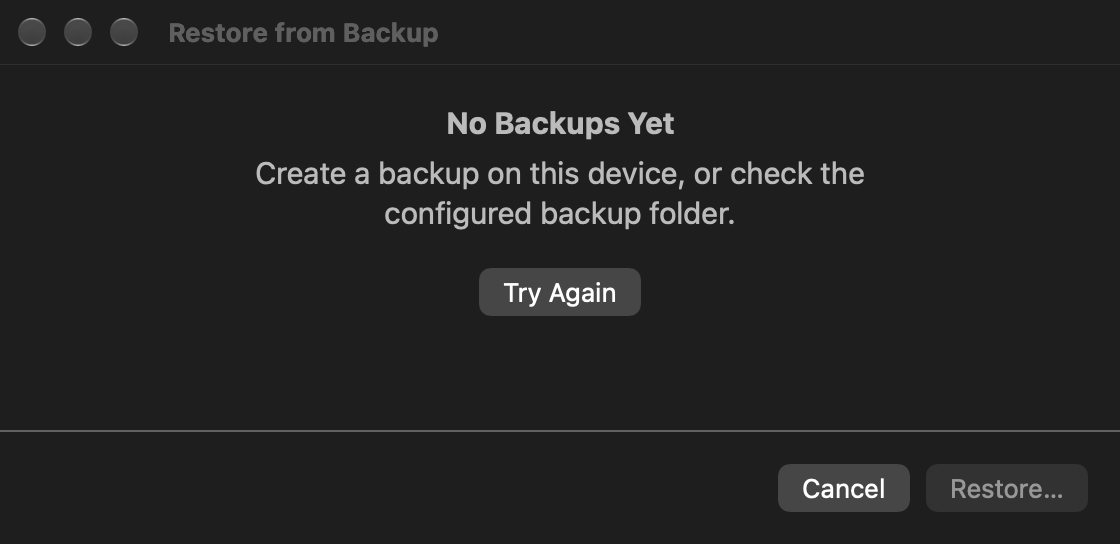 Restore from Backup
No Backups Yet
Create a backup on this device, or check the
configured backup folder.
Try Again
Cancel
Restore...